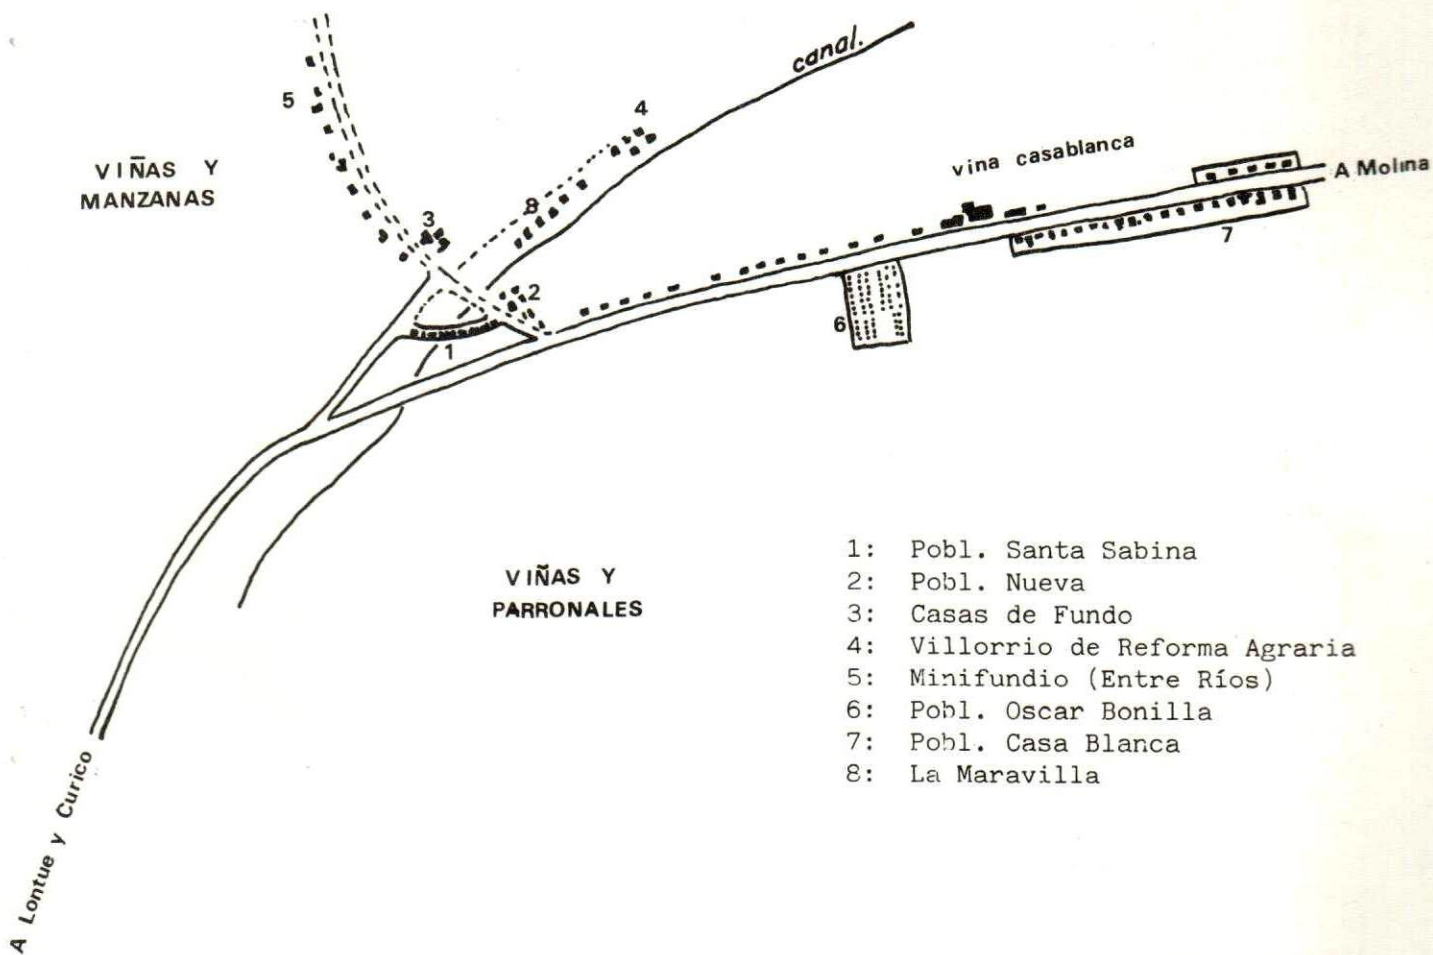 canal.
5
4
VIÑAS Y
MANZANAS
vina casablanca
A Molina
3
8
7
2
6
1
VIÑAS Y
PARRONALES
1: Pobl. Santa Sabina
2: Pobl. Nueva
3: Casas de Fundo
4: Villorrio de Reforma Agraria
5: Minifundio (Entre Ríos)
6: Pobl. Oscar Bonilla
7: Pobl. Casa Blanca
8: La Maravilla
A Lontue y Curico